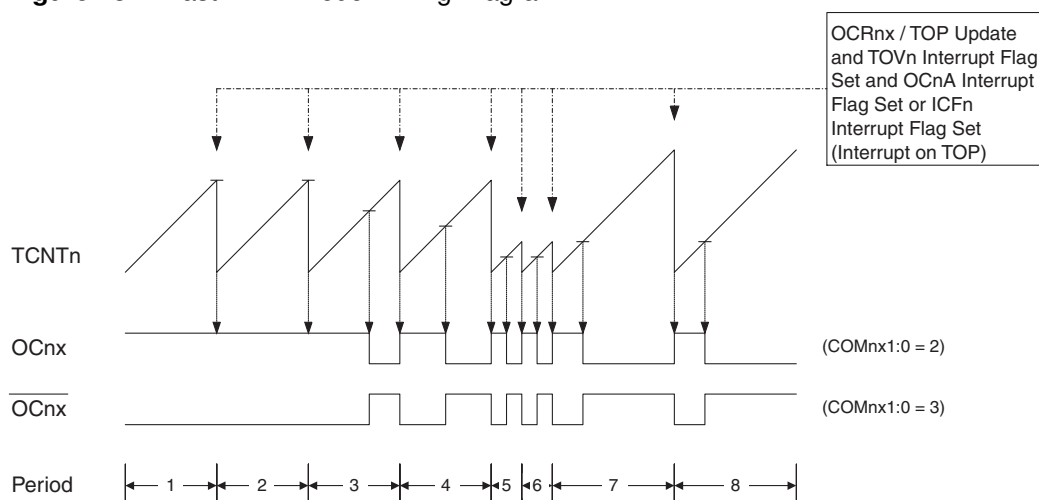 OCRnx / TOP Update
and TOVn Interrupt Flag
Set and OCnA Interrupt
Flag Set or ICFn
Interrupt Flag Set
(Interrupt on TOP)
TCNTn
OCnx
(COMnx1:0 = 2)
OCnx
(COMnx1:0 = 3)
Period
1
2
3
4
5
6
7
8